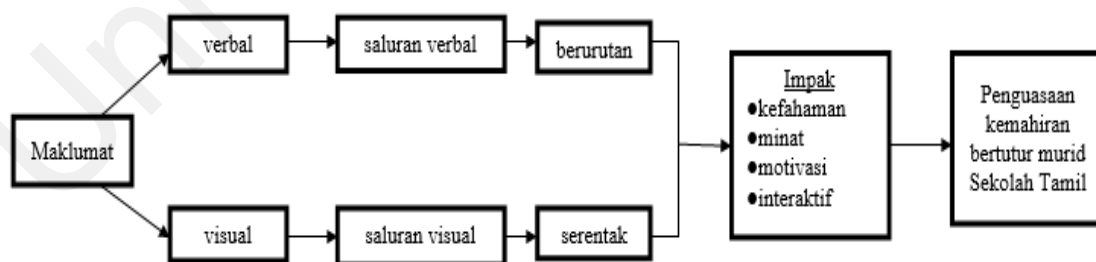 verbal
saluran verbal
berurutan
Maklumat
visual
saluran visual
serentak
Impak
●kefahaman
●minat
●motivasi
●interaktif
Penguasaan
kemahiran
bertutur murid
Sekolah Tamil